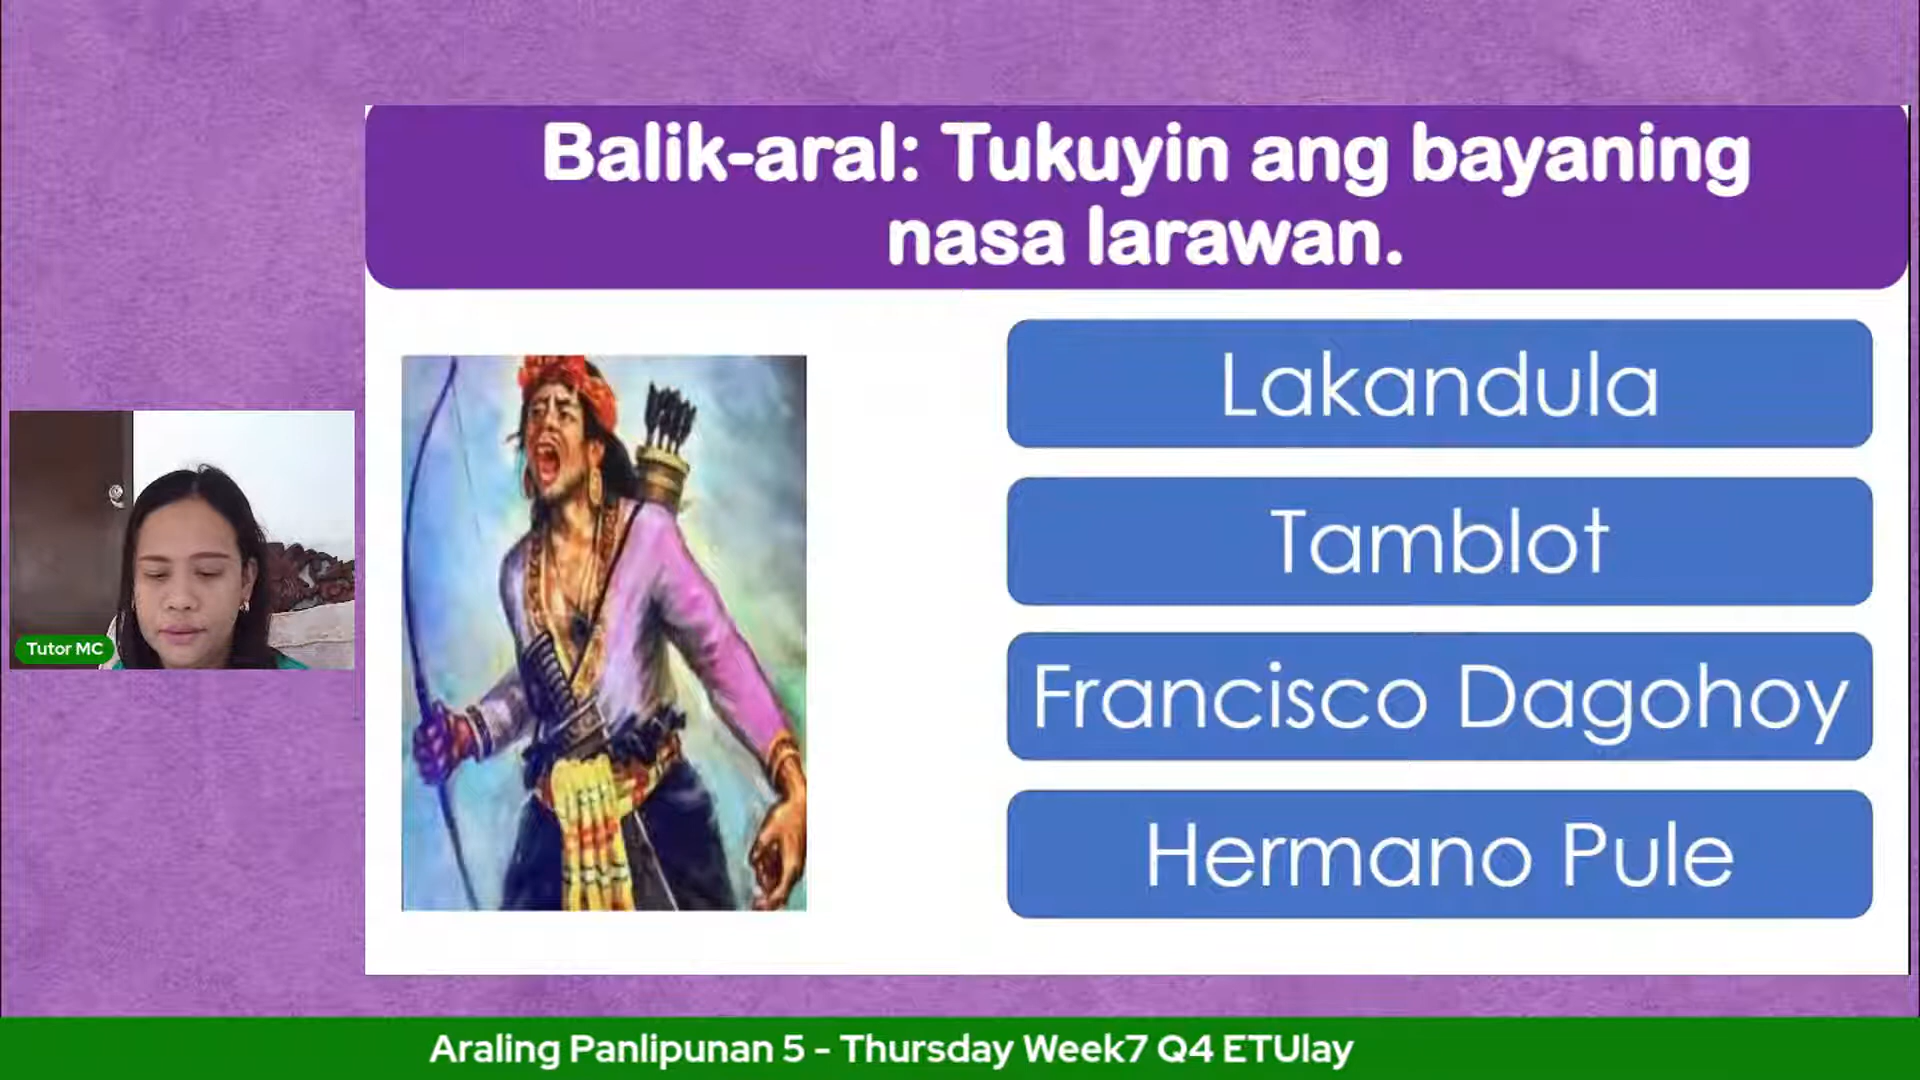 Balik-aral: Tukuyin ang bayaning
nasa larawan.
Lakandula
Tamblot
Francisco Dagohoy
Hermano Pule
Tutor MC
Araling Panlipunan 5 - Thursday Week7 Q4 ETUlay